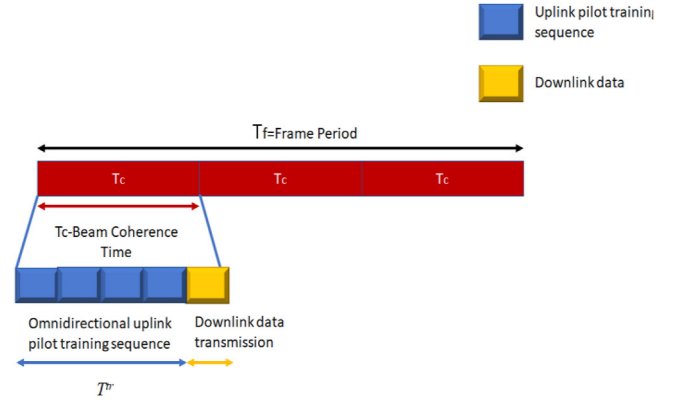 Uplink pilot training
sequence
Downlink data
Tf=Frame Period
Tc Tc Tc
Tc-Beam Coherence
Time
Omnidirectional uplink
pilot training sequence
Downlink data
transmission
Ttr